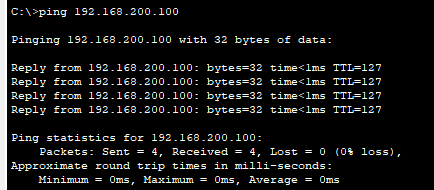 C:\>ping 192.168.200.100
Pinging 192.168.200.100 with 32 bytes of data:
Reply from 192.168.200.100: bytes=32 time<1ms TTL=127
Reply from 192.168.200.100: bytes=32 time<1ms TTL=127
Reply from 192.168.200.100: bytes=32 time<1ms TTL=127
Reply from 192.168.200.100: bytes=32 time<1ms TTL=127
Ping statistics for 192.168.200.100:
Packets: Sent = 4, Received = 4, Lost = 0 (0% loss),
Approximate round trip times in milli-seconds:
Minimum = 0ms, Maximum = 0ms, Average = 0ms